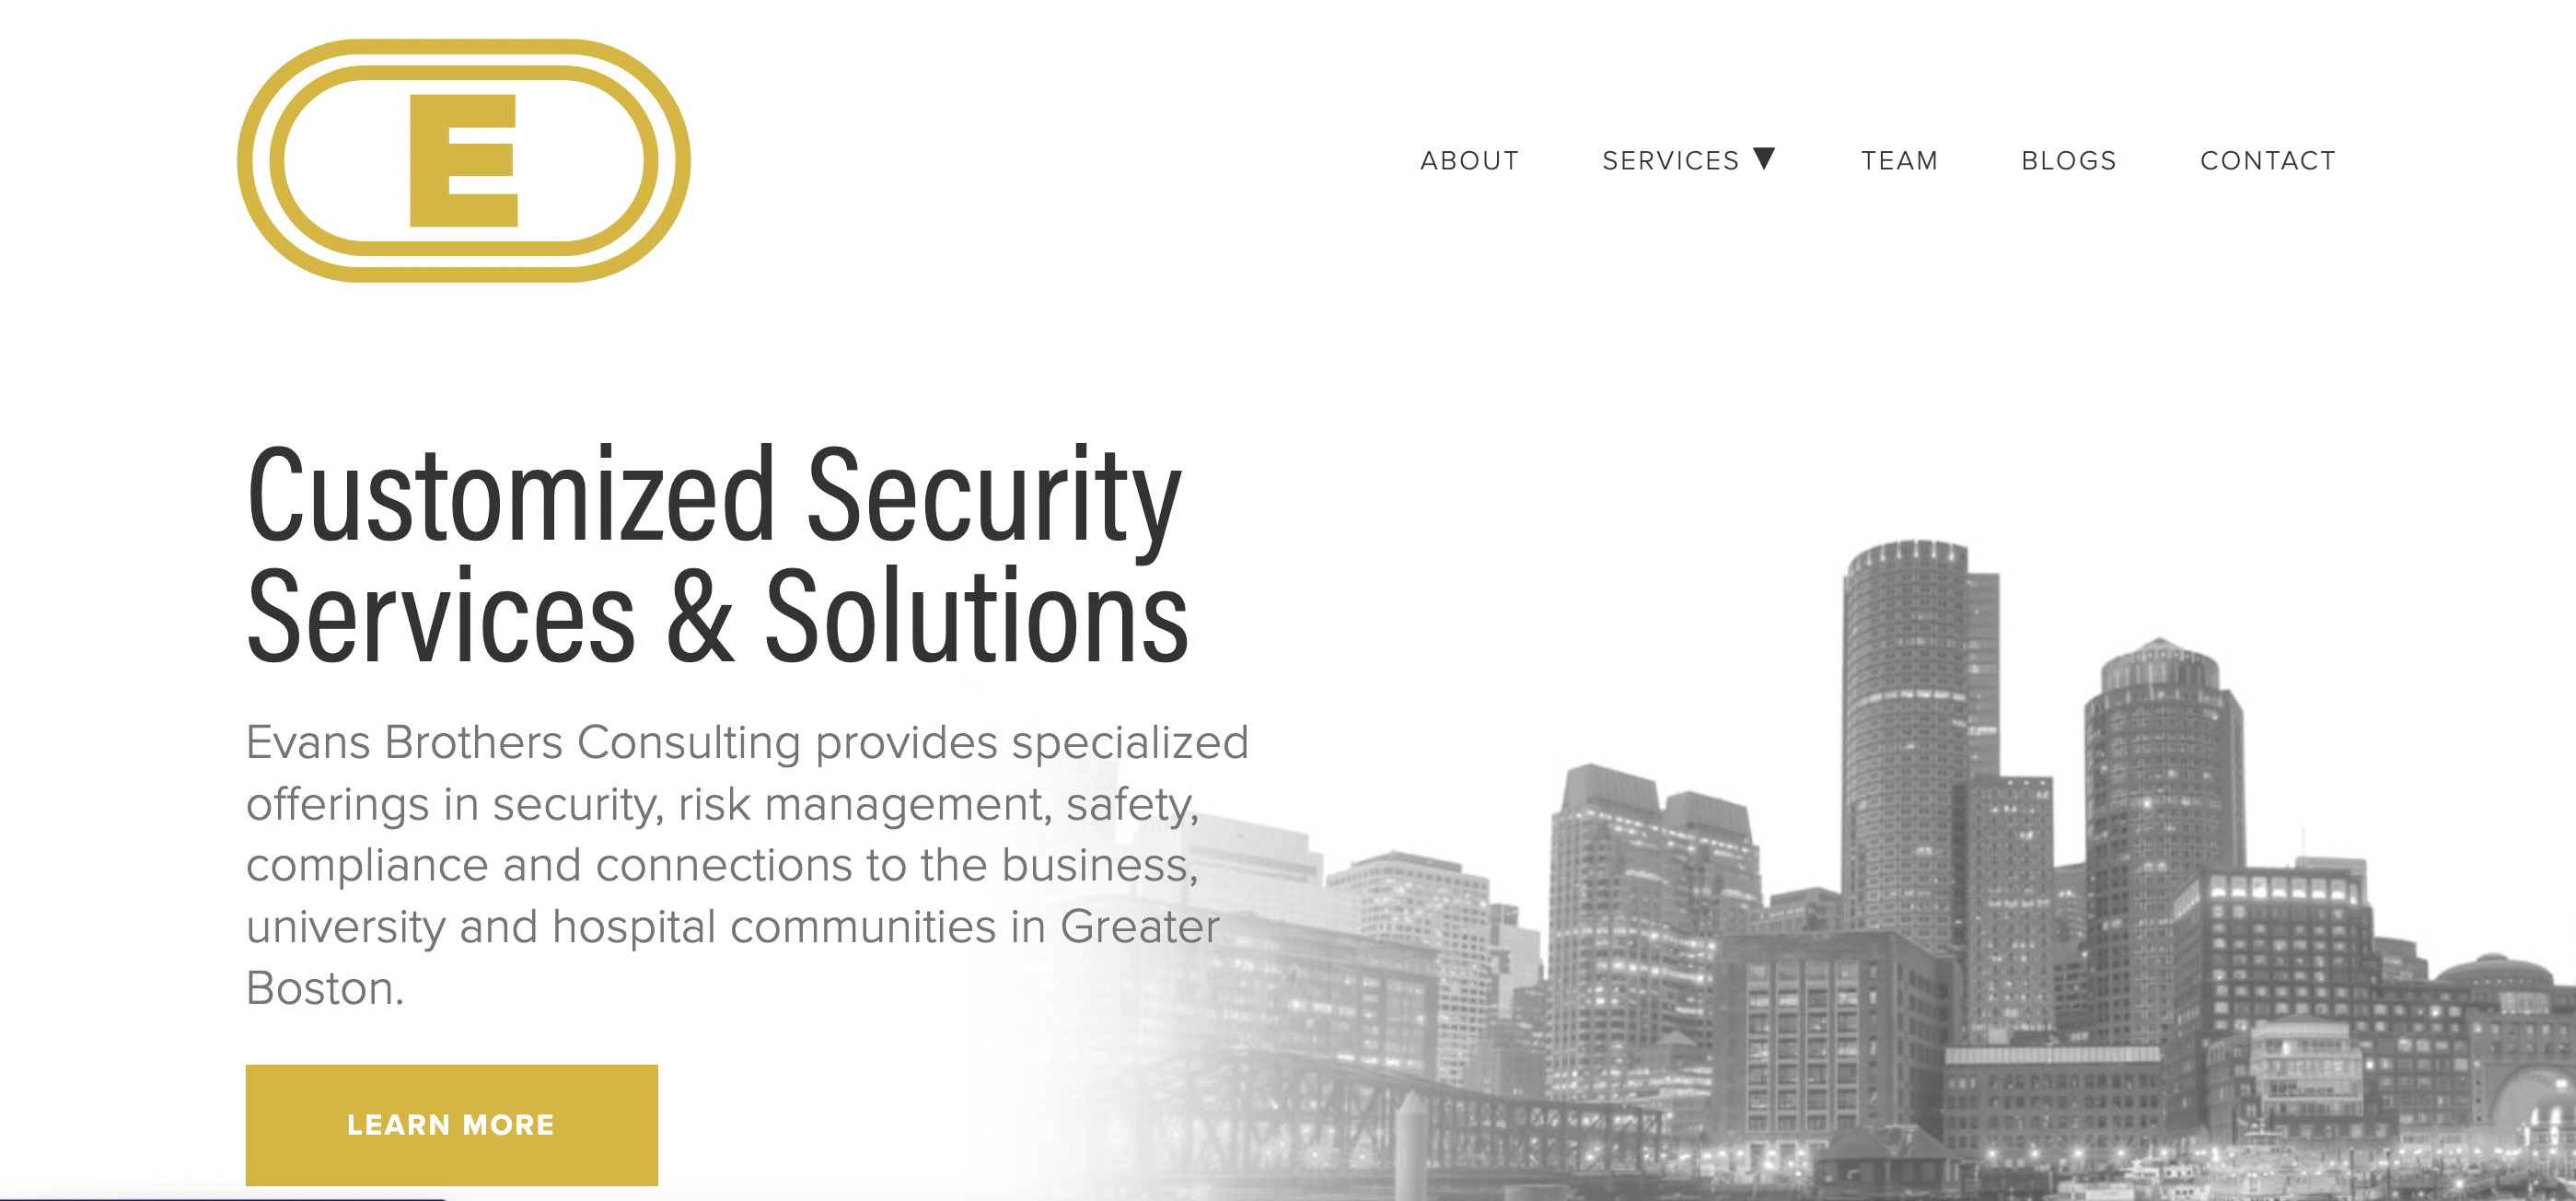 E
ABOUT SERVICES ▼ TEAM BLOGS CONTACT
Customized Security
Services & Solutions
Evans Brothers Consulting provides specialized
offerings in security, risk management, safety,
compliance and connections to the business,
university and hospital communities in Greater
Boston.
LEARN MORE